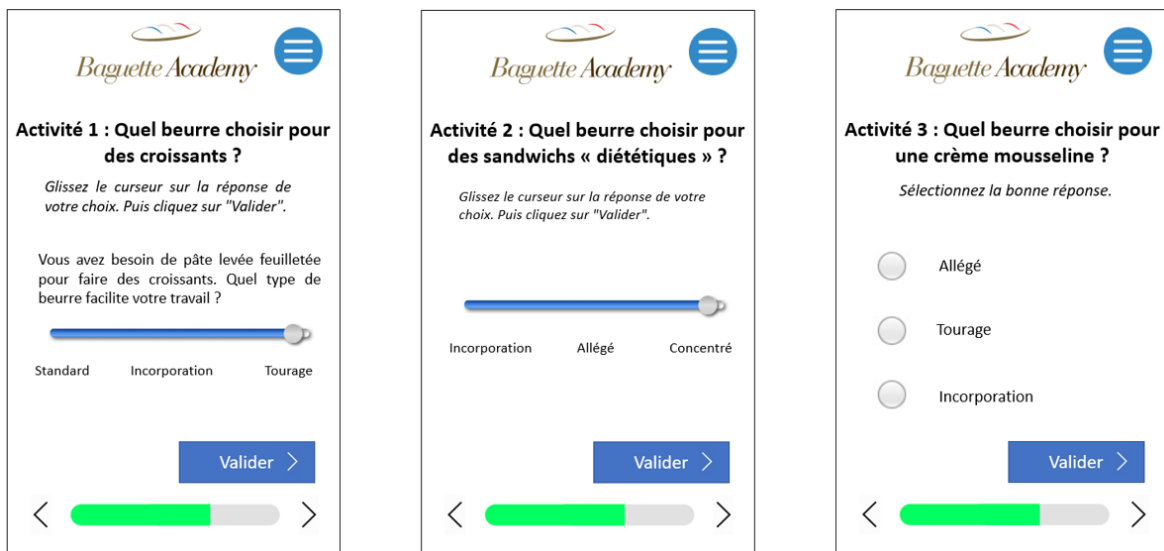 Baguette Academy
Activité 1 : Quel beurre choisir pour
des croissants ?
Glissez le curseur sur la réponse de
votre choix. Puis cliquez sur "Valider".
Vous avez besoin de pâte levée feuilletée
pour faire des croissants. Quel type de
beurre facilite votre travail ?
Standard Incorporation Tourage
Valider
Baguette Academy
Activité 2 : Quel beurre choisir pour
des sandwichs « diététiques » ?
Glissez le curseur sur la réponse de votre
choix. Puis cliquez sur "Valider".
Incorporation Allégé Concentré
Valider
Baguette Academy
Activité 3 : Quel beurre choisir pour
une crème mousseline ?
Sélectionnez la bonne réponse.
Allégé
Tourage
Incorporation
Valider